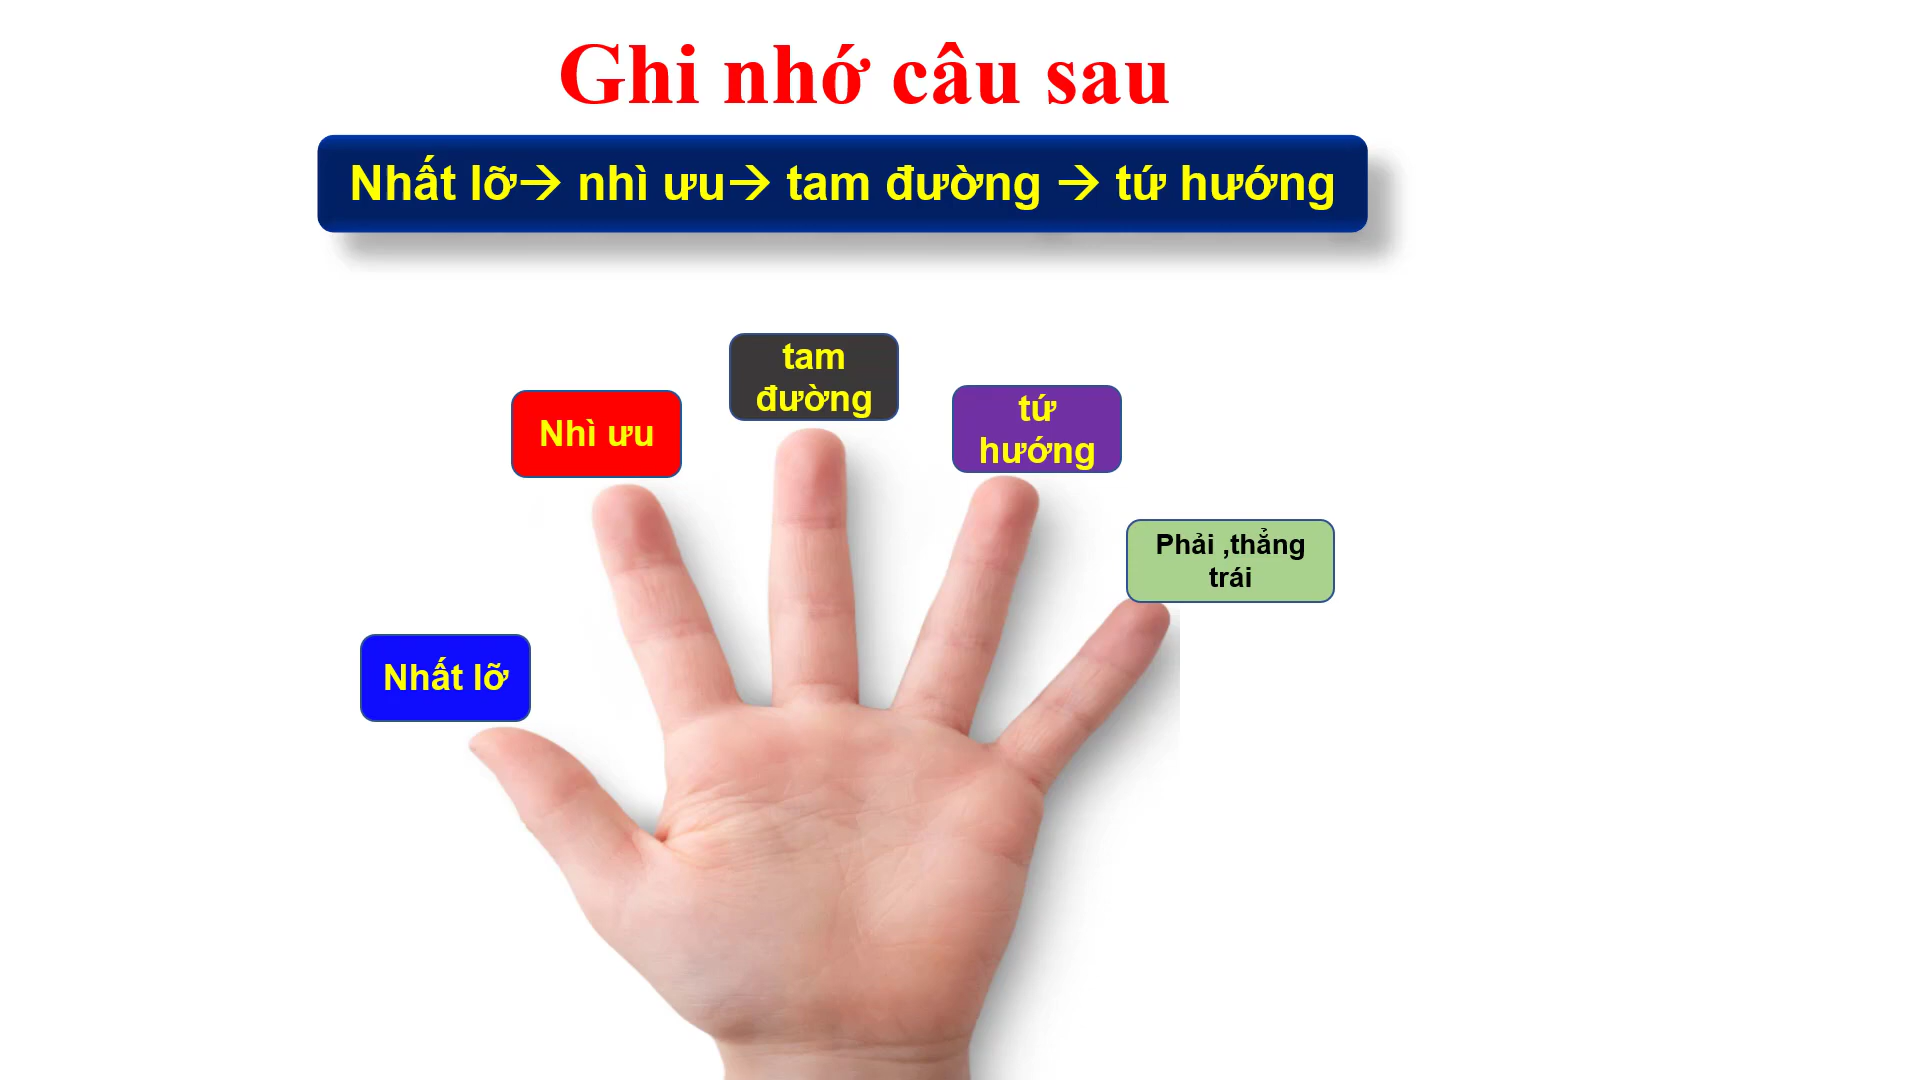 Ghi nhớ câu sau
Nhất lỡ→ nhì ưu→ tam đường → tứ hướng
tam
đường
Nhì ưu
tứ
hướng
Phải ,thẳng
trái
Nhất lỡ